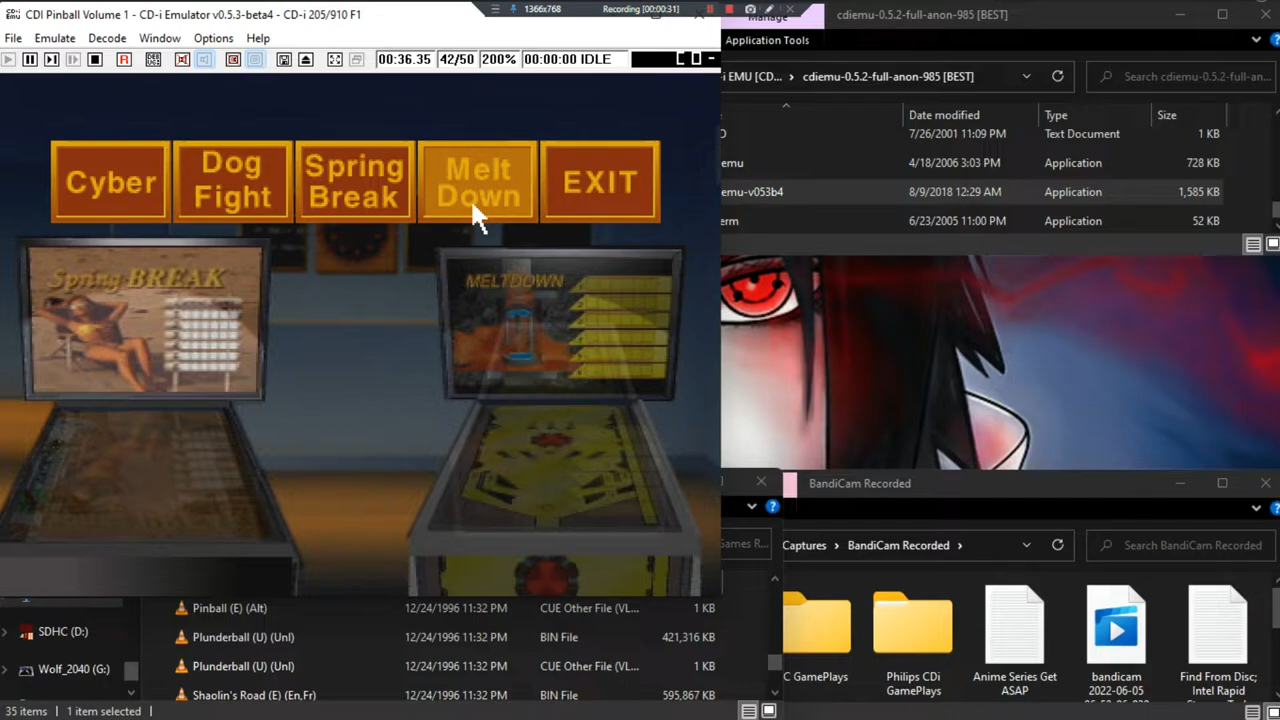 CDI Pinball Volume 1 - CD-i Emulator v0.5.3-beta4 - CD-i 205/910 F1
1366x768
Recording [00:00:31]
Manage
cdiemu-0.5.2-full-anon-985 [BEST]
File Emulate Decode Window Options Help
Application Tools
00:36.35 42/50 200% 00:00:00 IDLE
-i EMU [CD... > cdiemu-0.5.2-full-anon-985 [BEST]
Search cdiemu-0.5.2-full-an...
Date modified Type Size
7/26/2001 11:09 PM Text Document 1 KB
emu 4/18/2006 3:03 PM Application 728 KB
emu-v053b4 8/9/2018 12:29 AM Application 1,585 KB
erm 6/23/2005 11:00 PM Application 52 KB
Cyber
Dog
Fight
Spring
Break
Melt
Down
EXIT
Spring BREAK
MELTDOWN
BandiCam Recorded
Games R...
Captures > BandiCam Recorded >
Search BandiCam Recorded
Pinball (E) (Alt) 12/24/1996 11:32 PM CUE Other File (VL... 1 KB
SDHC (D:)
Plunderball (U) (Unl) 12/24/1996 11:32 PM BIN File 421,316 KB
Wolf_2040 (G:)
Plunderball (U) (Unl) 12/24/1996 11:32 PM CUE Other File (VL... 1 KB
Shaolin's Road (E) (En,Fr) 12/24/1996 11:32 PM BIN File 595,867 KB
C GamePlays
Philips CDi
GamePlays
Anime Series Get
ASAP
bandicam
2022-06-05
Find From Disc;
Intel Rapid
35 items 1 item selected